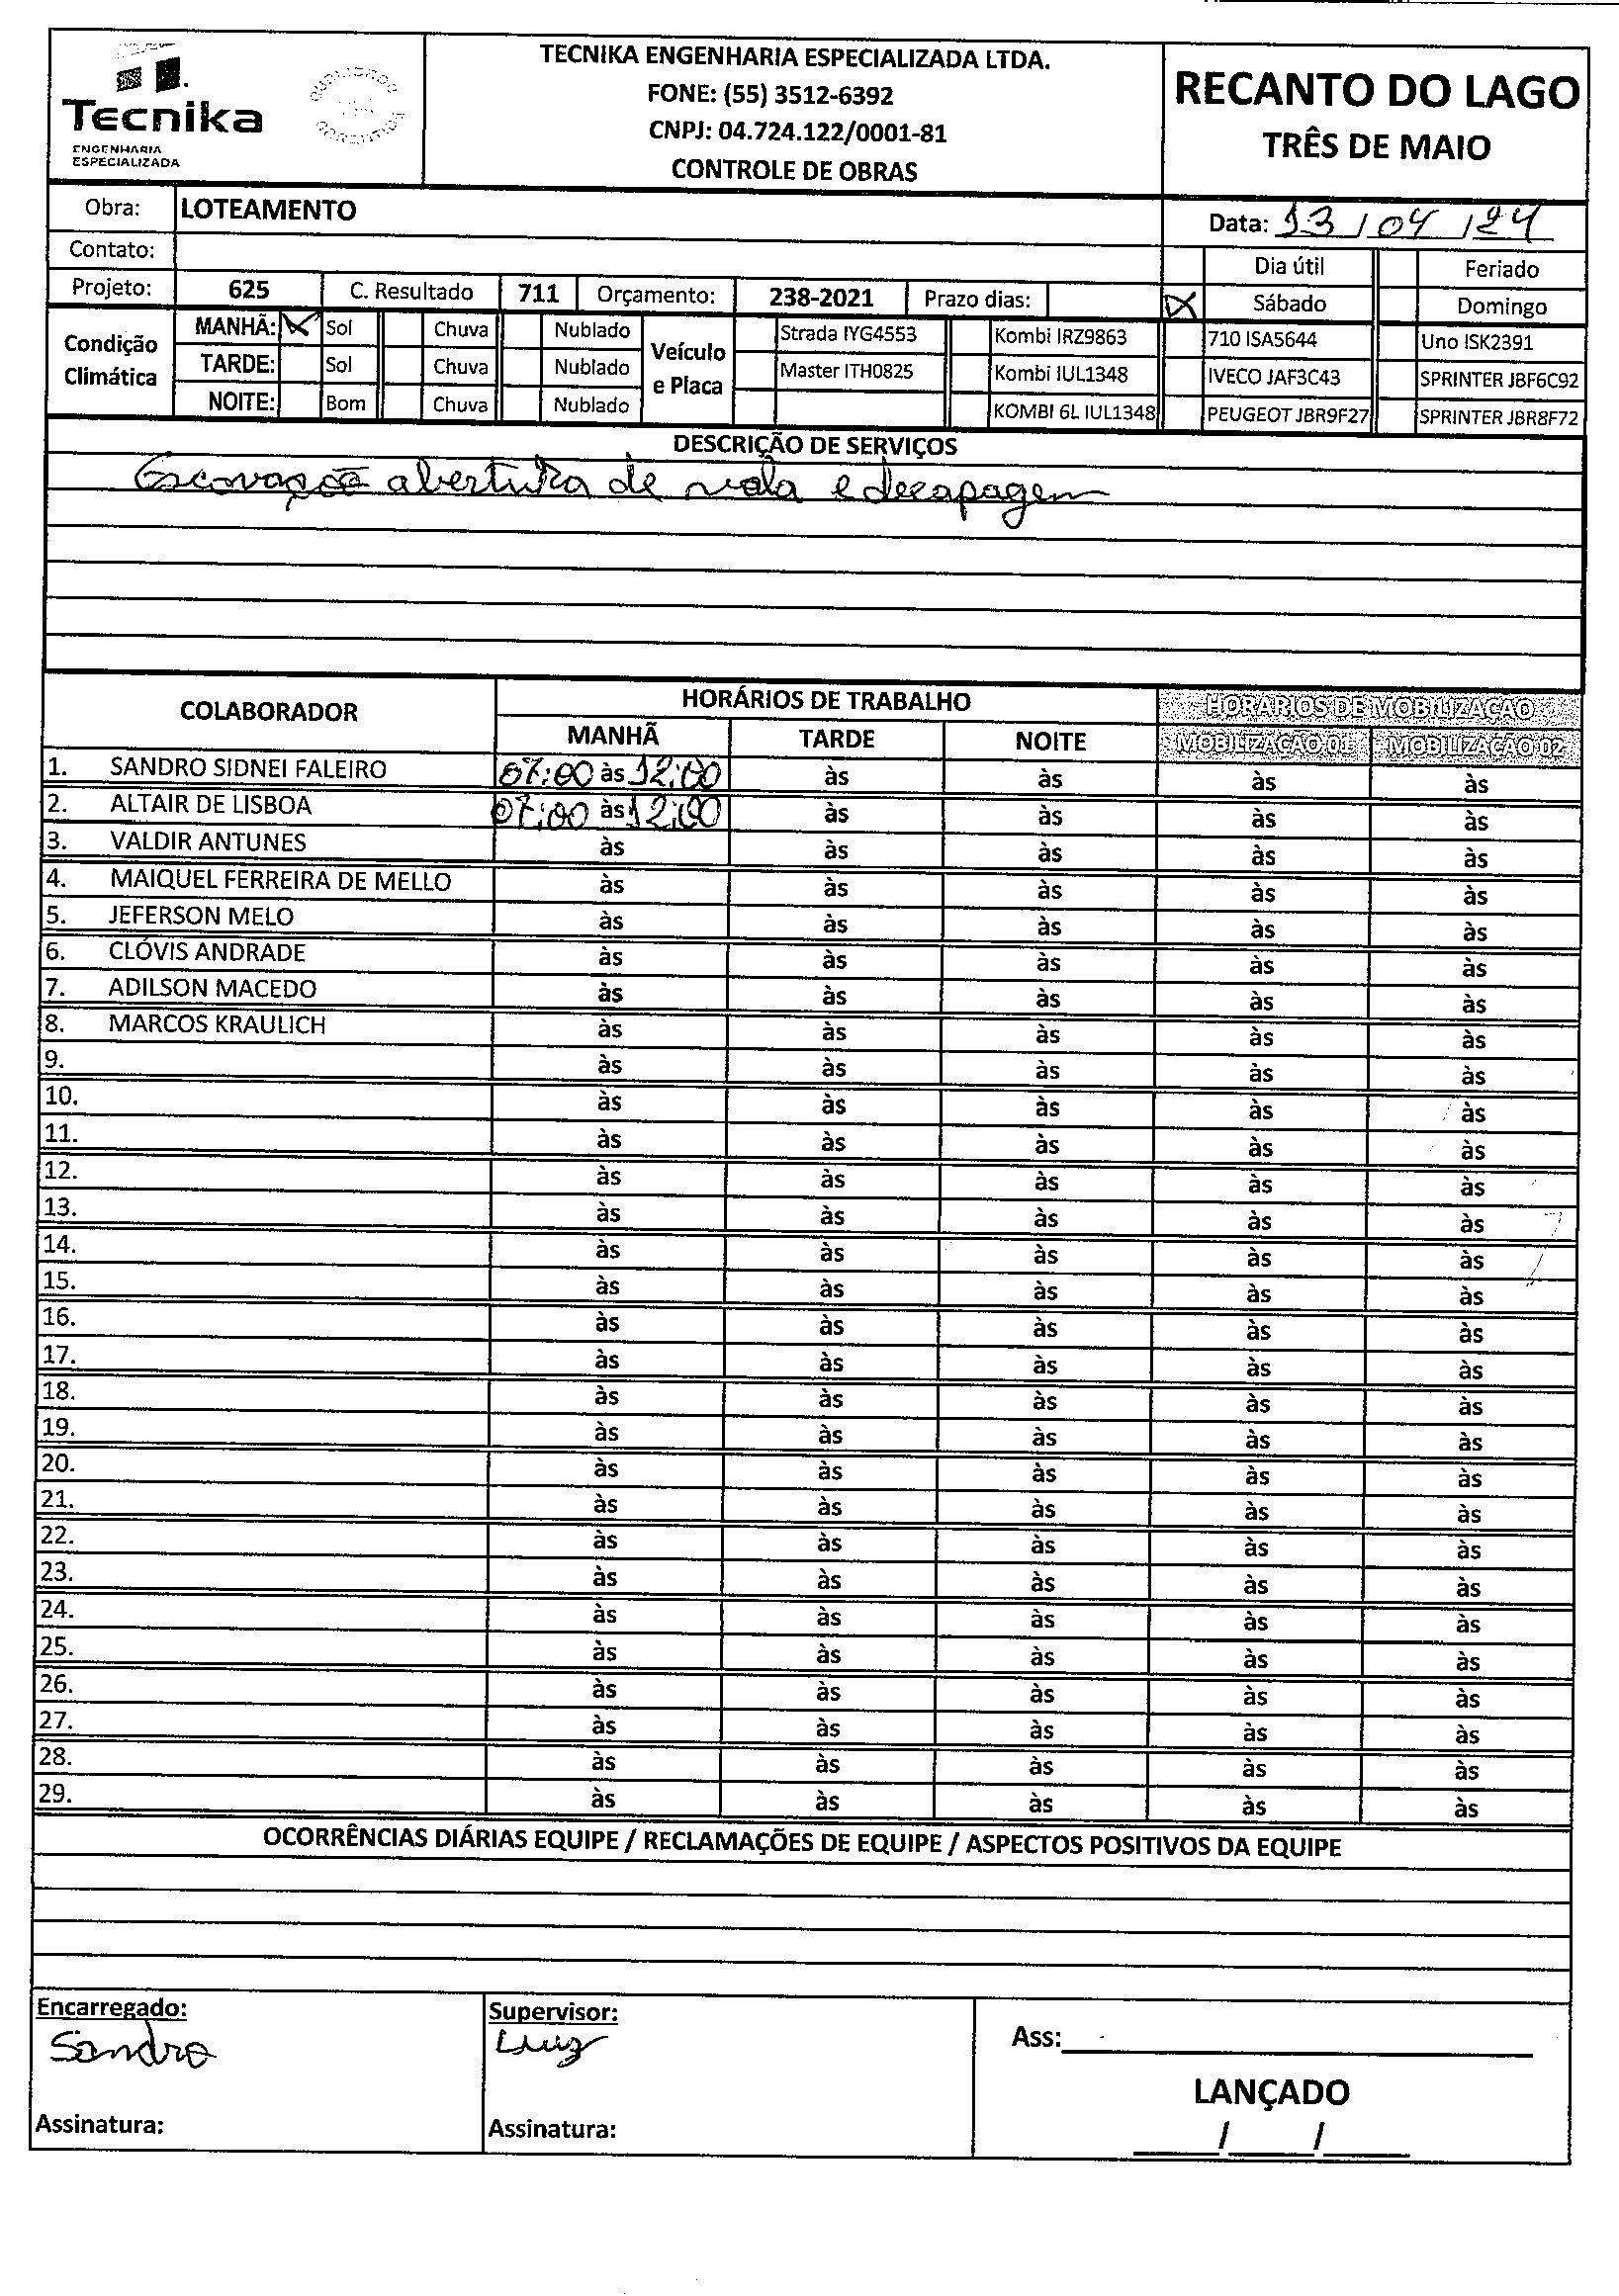 Tecnika
ENGENHARIA
ESPECIALIZADA
TECNIKA ENGENHARIA ESPECIALIZADA LTDA.
FONE: (55) 3512-6392
CNPJ: 04.724.122/0001-81
CONTROLE DE OBRAS
RECANTO DO LAGO
TRÊS DE MAIO
Obra: LOTEAMENTO
Data: 13/04/24
Contato:
Dia útil Feriado
Projeto: 625 C. Resultado 711 Orçamento: 238-2021 Prazo dias:
Sábado Domingo
Condição Climática
MANHÃ: Sol Chuva Nublado
TARDE: Sol Chuva Nublado
NOITE: Bom Chuva Nublado
Veículo e Placa
Strada IYG4553 Kombi IRZ9863 710 ISA5644 Uno ISK2391
Master ITH0825 Kombi IUL1348 IVECO JAF3C43 SPRINTER JBF6C92
KOMBI 6L IUL1348 PEUGEOT JBR9F27 SPRINTER JBR8F72
DESCRIÇÃO DE SERVIÇOS
Escavação abertura de vala e decapagem
COLABORADOR HORÁRIOS DE TRABALHO HORÁRIOS DE MOBILIZAÇÃO
MANHÃ TARDE NOITE MOBILIZAÇÃO 01 MOBILIZAÇÃO 02
1. SANDRO SIDNEI FALEIRO 07:00 às 12:00 às às às às
2. ALTAIR DE LISBOA 07:00 às 12:00 às às às às
3. VALDIR ANTUNES às às às às às
4. MAIQUEL FERREIRA DE MELLO às às às às às
5. JEFERSON MELO às às às às às
6. CLÓVIS ANDRADE às às às às às
7. ADILSON MACEDO às às às às às
8. MARCOS KRAULICH às às às às às
9. às às às às às
10. às às às às às
11. às às às às às
12. às às às às às
13. às às às às às
14. às às às às às
15. às às às às às
16. às às às às às
17. às às às às às
18. às às às às às
19. às às às às às
20. às às às às às
21. às às às às às
22. às às às às às
23. às às às às às
24. às às às às às
25. às às às às às
26. às às às às às
27. às às às às às
28. às às às às às
29. às às às às às
OCORRÊNCIAS DIÁRIAS EQUIPE / RECLAMAÇÕES DE EQUIPE / ASPECTOS POSITIVOS DA EQUIPE
Encarregado: Supervisor:
Sandro Luiz
Ass:
LANÇADO
Assinatura: Assinatura:
___/___/___